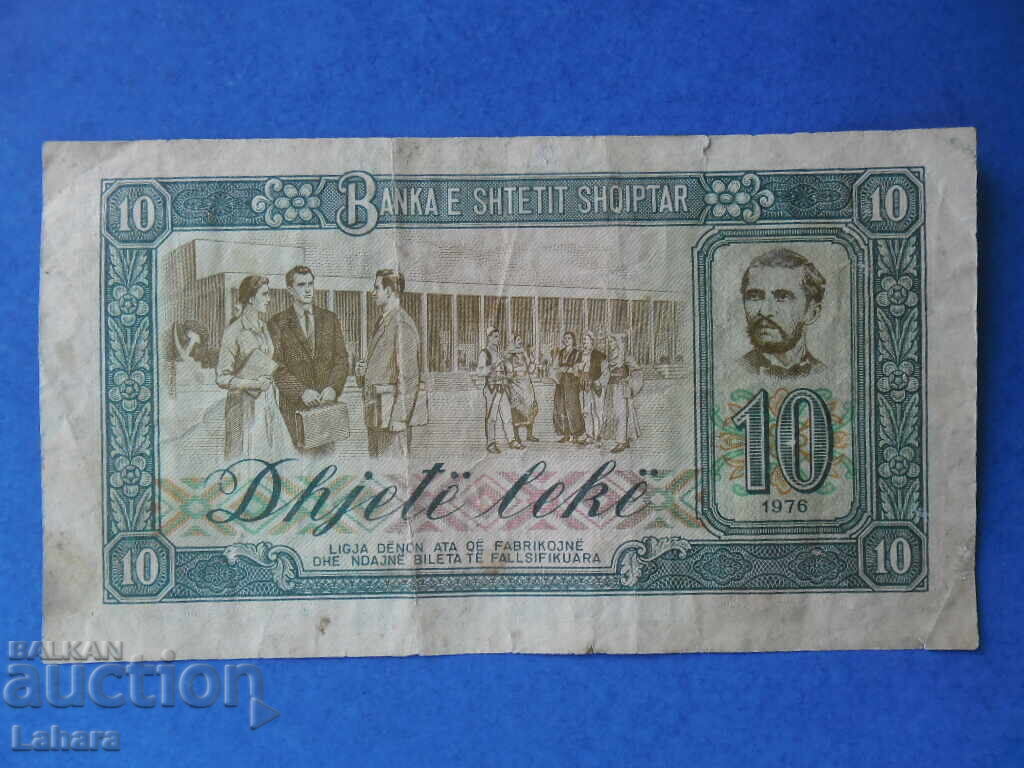 10 BANKA E SHTETIT SHQIPTAR 10
Dhjetë lekë
10
1976
LIGJA DËNON ATA QË FABRIKOJNË
DHE NDAJNË BILETA TË FALLSIFIKUARA
10 10
BALKAN
auction
Lahara